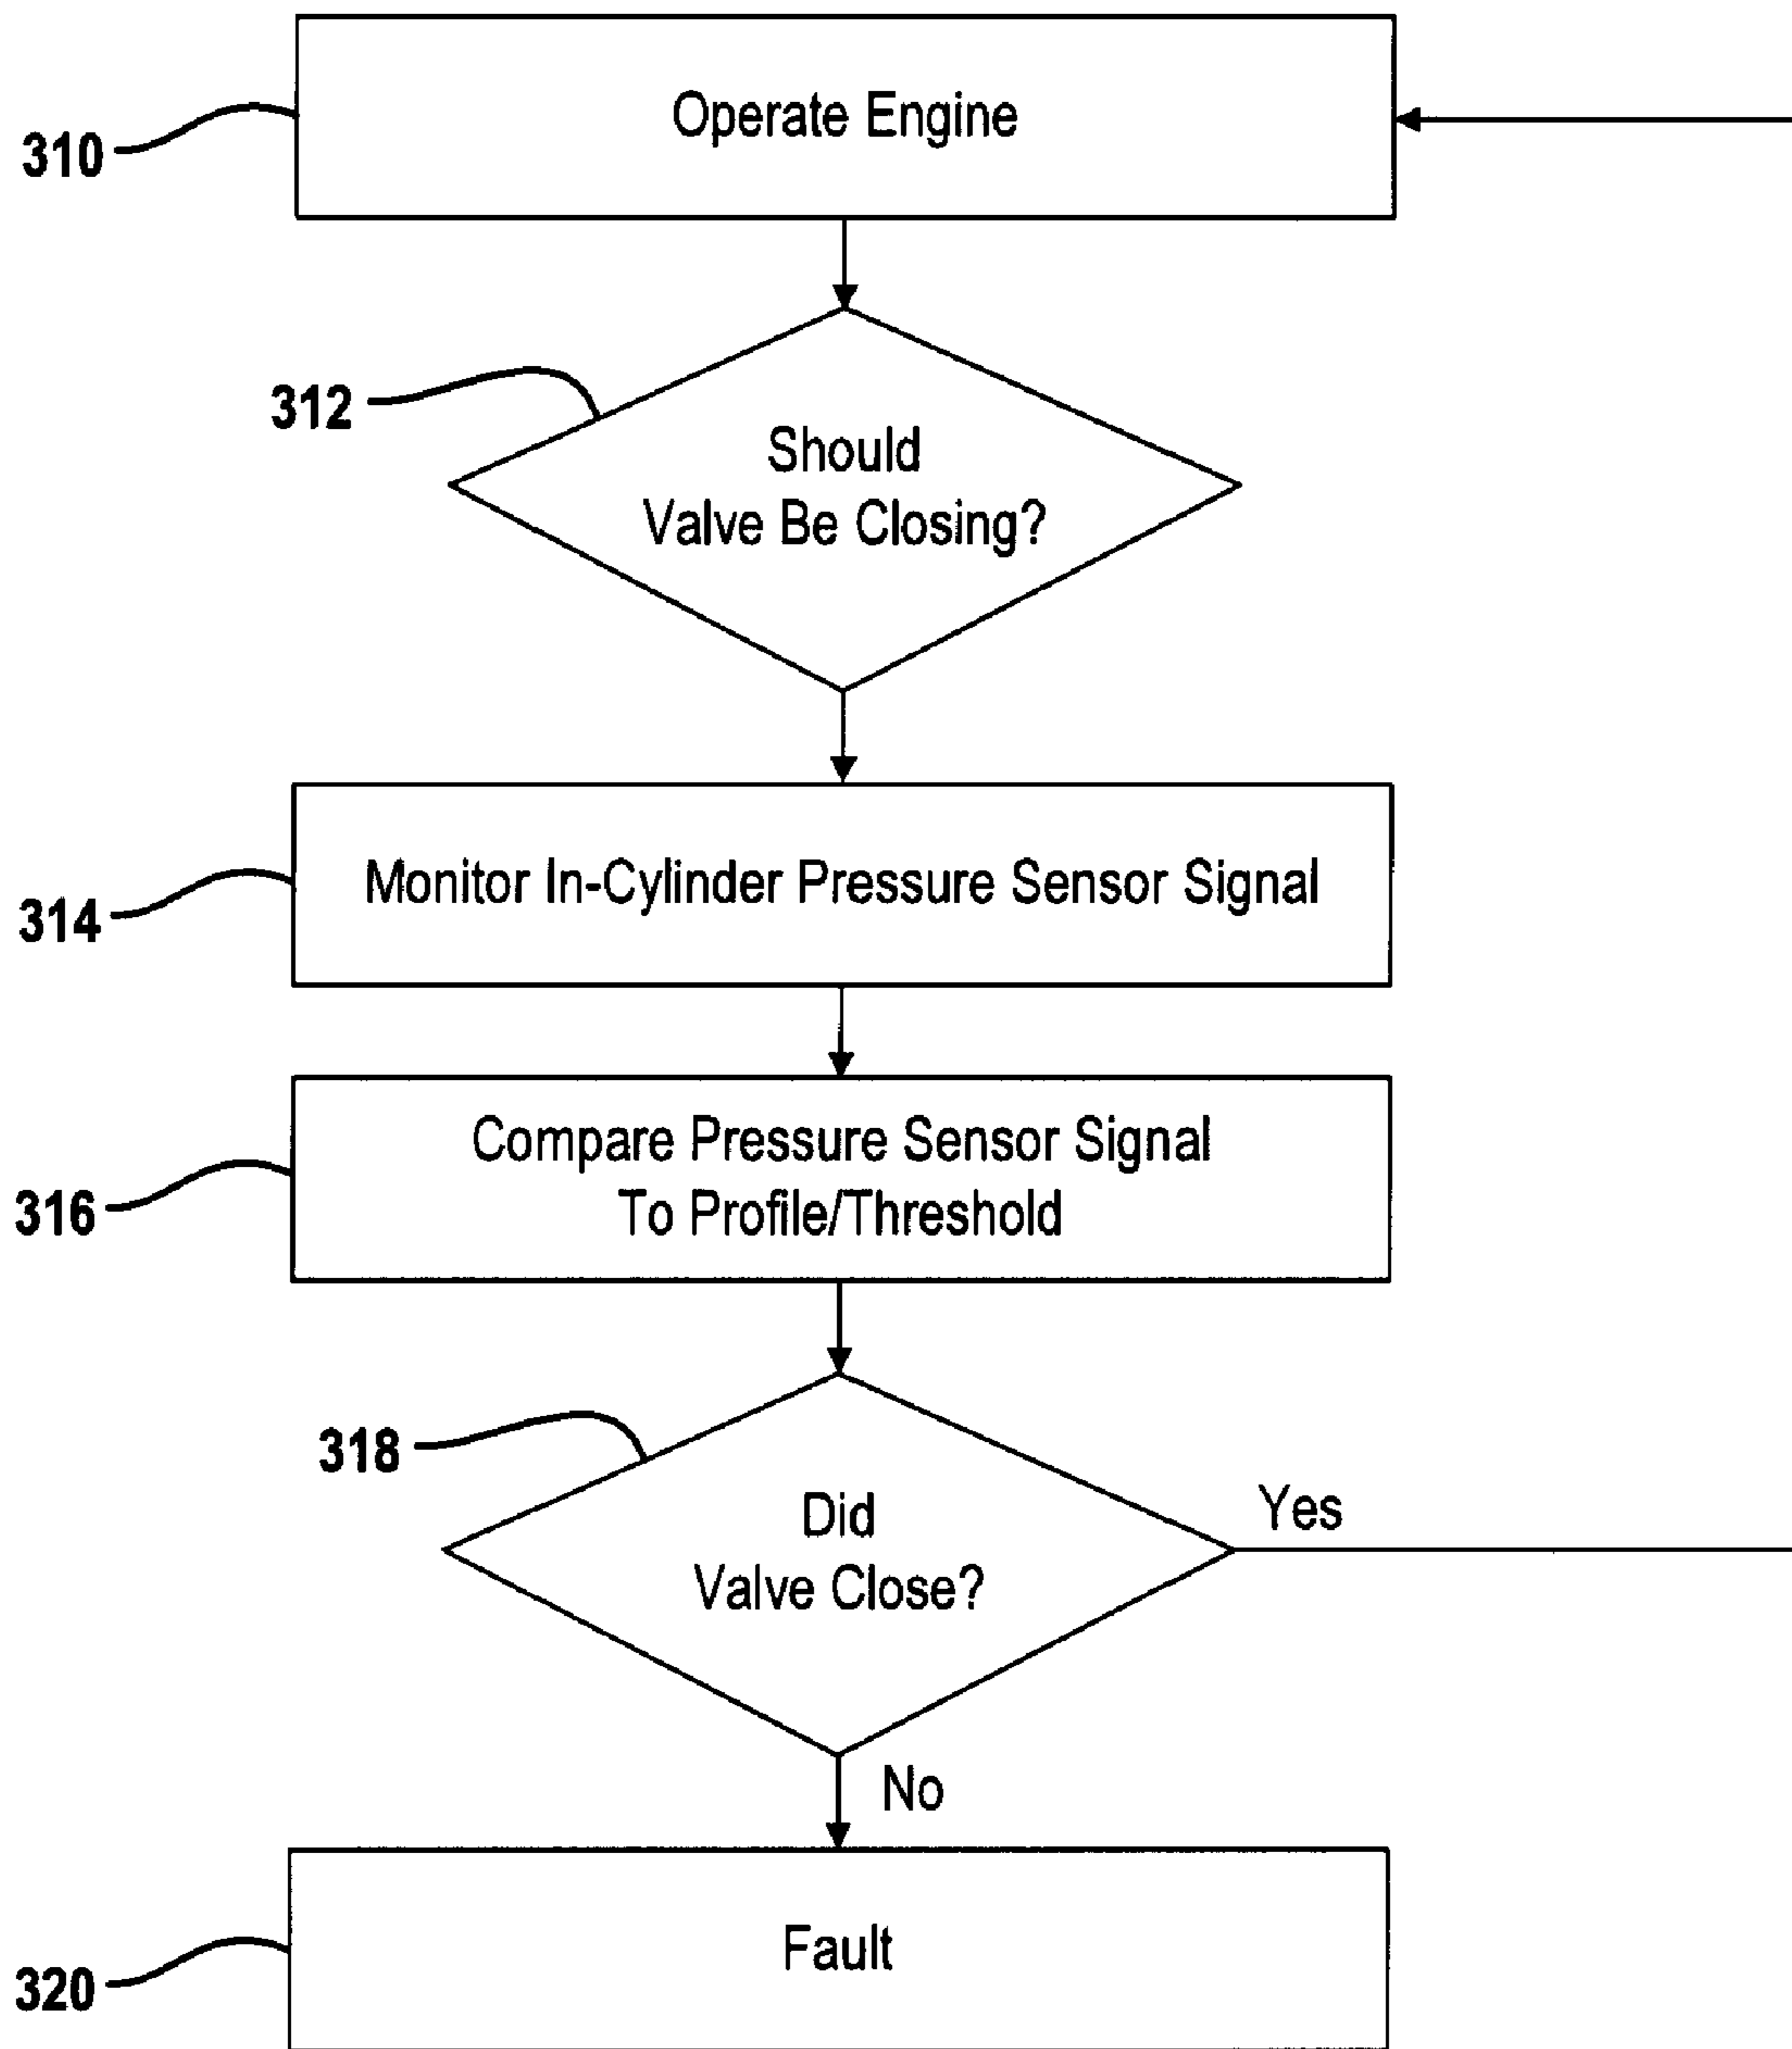 Operate Engine
310
312
Should
Valve Be Closing?
Monitor In-Cylinder Pressure Sensor Signal
314
Compare Pressure Sensor Signal
To Profile/Threshold
316
318
Did
Valve Close?
Yes
No
Fault
320